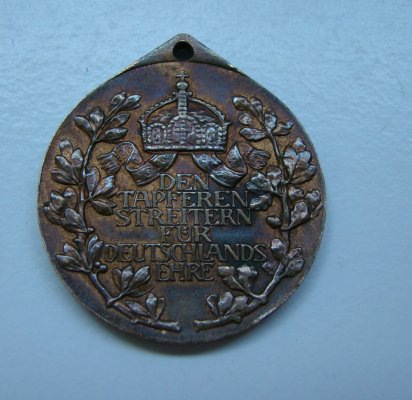 DEN
TAPFEREN
STREITERN
FÜR
DEUTSCHLANDS
EHRE